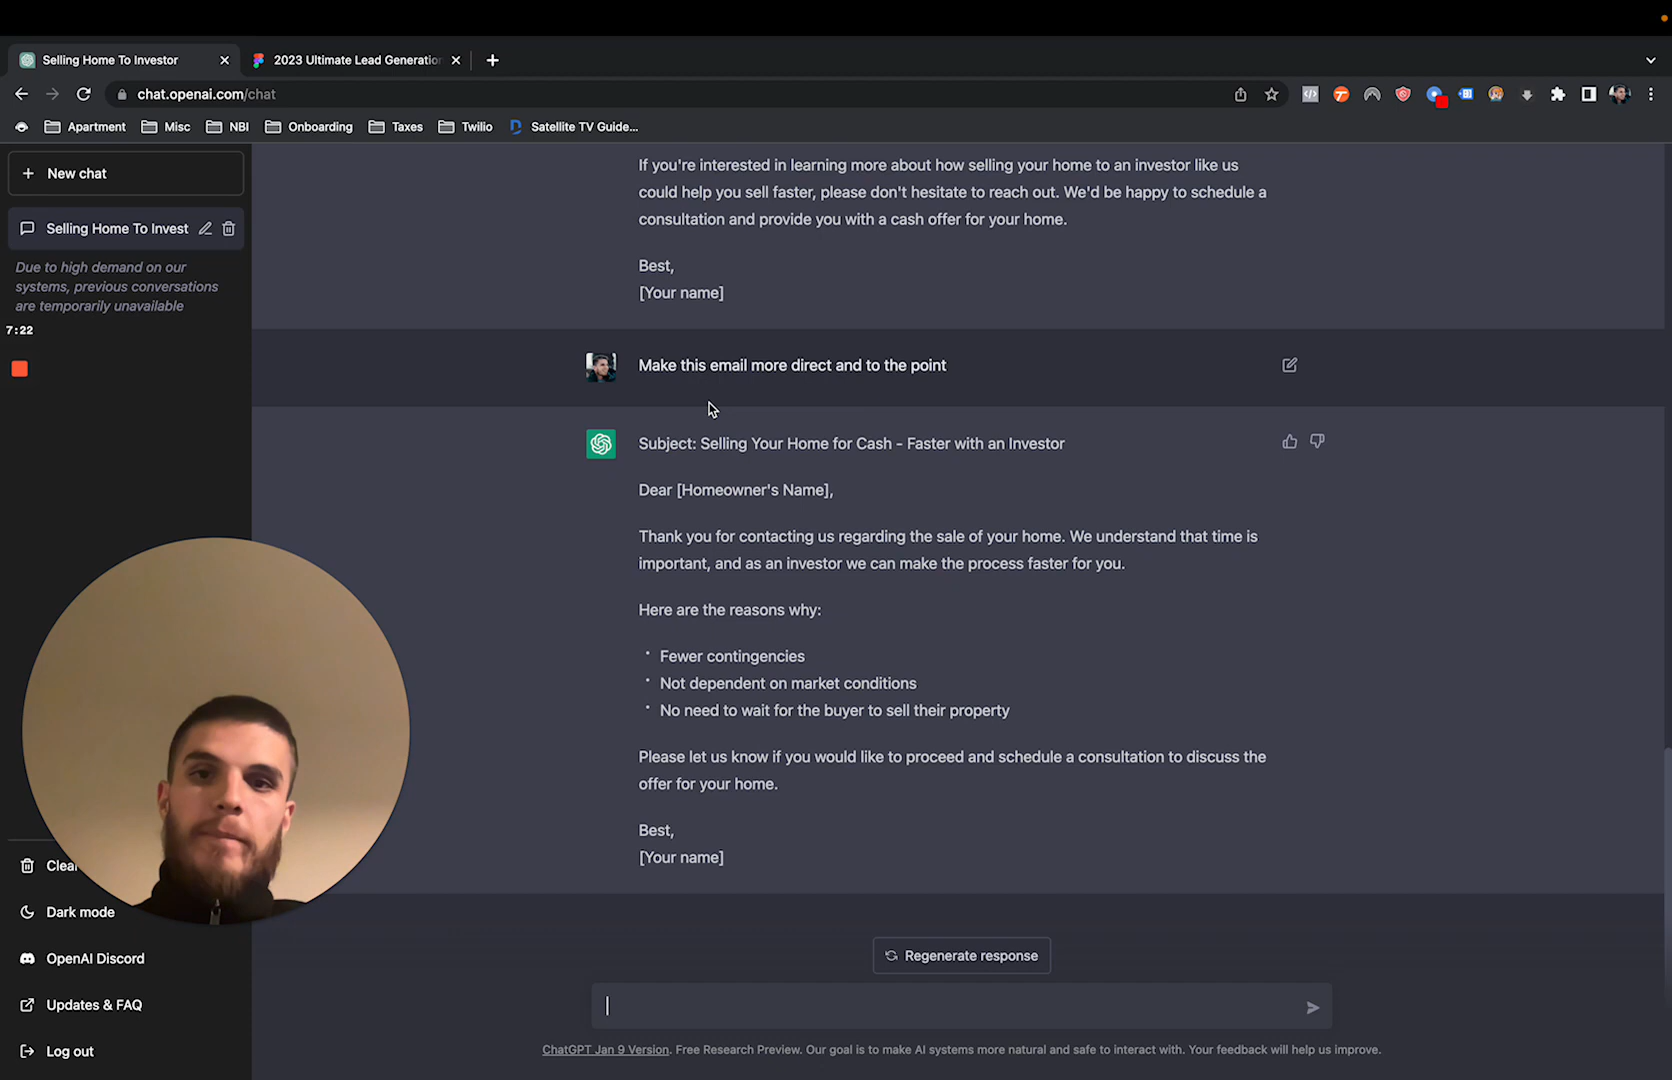 Selling Home To Investor
2023 Ultimate Lead Generation
chat.openai.com/chat
Apartment
Misc
NBI
Onboarding
Taxes
Twilio
Satellite TV Guide...
New chat
Selling Home To Invest
Due to high demand on our
systems, previous conversations
are temporarily unavailable
7:22
If you're interested in learning more about how selling your home to an investor like us
could help you sell faster, please don't hesitate to reach out. We'd be happy to schedule a
consultation and provide you with a cash offer for your home.
Best,
[Your name]
Make this email more direct and to the point
Subject: Selling Your Home for Cash - Faster with an Investor
Dear [Homeowner's Name],
Thank you for contacting us regarding the sale of your home. We understand that time is
important, and as an investor we can make the process faster for you.
Here are the reasons why:
• Fewer contingencies
• Not dependent on market conditions
• No need to wait for the buyer to sell their property
Please let us know if you would like to proceed and schedule a consultation to discuss the
offer for your home.
Best,
[Your name]
Clear
Dark mode
OpenAI Discord
Updates & FAQ
Log out
Regenerate response
ChatGPT Jan 9 Version. Free Research Preview. Our goal is to make AI systems more natural and safe to interact with. Your feedback will help us improve.